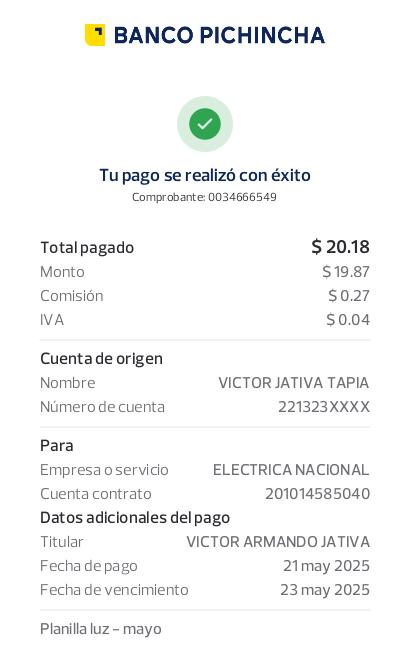 BANCO PICHINCHA
Tu pago se realizó con éxito
Comprobante: 0034666549
Total pagado $ 20.18
Monto $ 19.87
Comisión $ 0.27
IVA $ 0.04
Cuenta de origen
Nombre VICTOR JATIVA TAPIA
Número de cuenta 221323XXXX
Para
Empresa o servicio ELECTRICA NACIONAL
Cuenta contrato 201014585040
Datos adicionales del pago
Titular VICTOR ARMANDO JATIVA
Fecha de pago 21 may 2025
Fecha de vencimiento 23 may 2025
Planilla luz - mayo